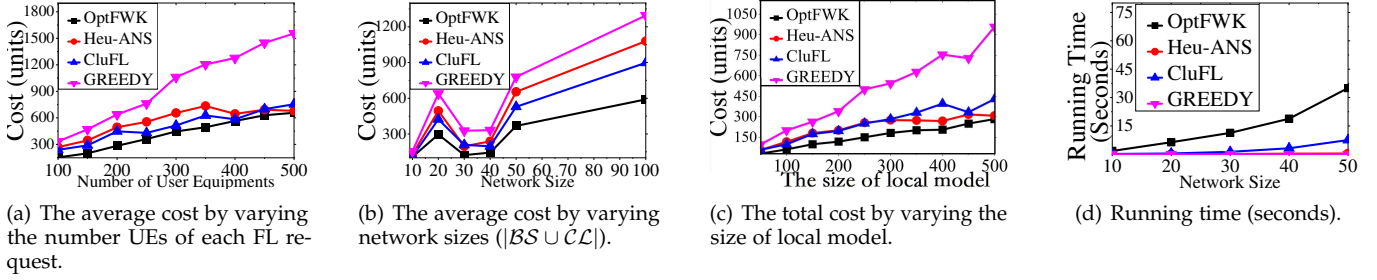 1800
1500
1200
900
600
300
Cost (units)
OptFWK
Heu-ANS
CluFL
GREEDY
100 200 300 400 500
Number of User Equipments
1200
900
600
300
Cost (units)
OptFWK
Heu-ANS
CluFL
GREEDY
10 20 30 40 50 60 70 80 90 100
Network Size
1050
900
750
600
450
300
150
Cost (units)
OptFWK
Heu-ANS
CluFL
GREEDY
100 200 300 400 500
The size of local model
75
60
45
30
15
Running Time
(Seconds)
OptFWK
Heu-ANS
CluFL
GREEDY
10 20 30 40 50
Network Size
(a) The average cost by varying
the number UEs of each FL re-
quest.
(b) The average cost by varying
network sizes (|BS ∪ CL|).
(c) The total cost by varying the
size of local model.
(d) Running time (seconds).